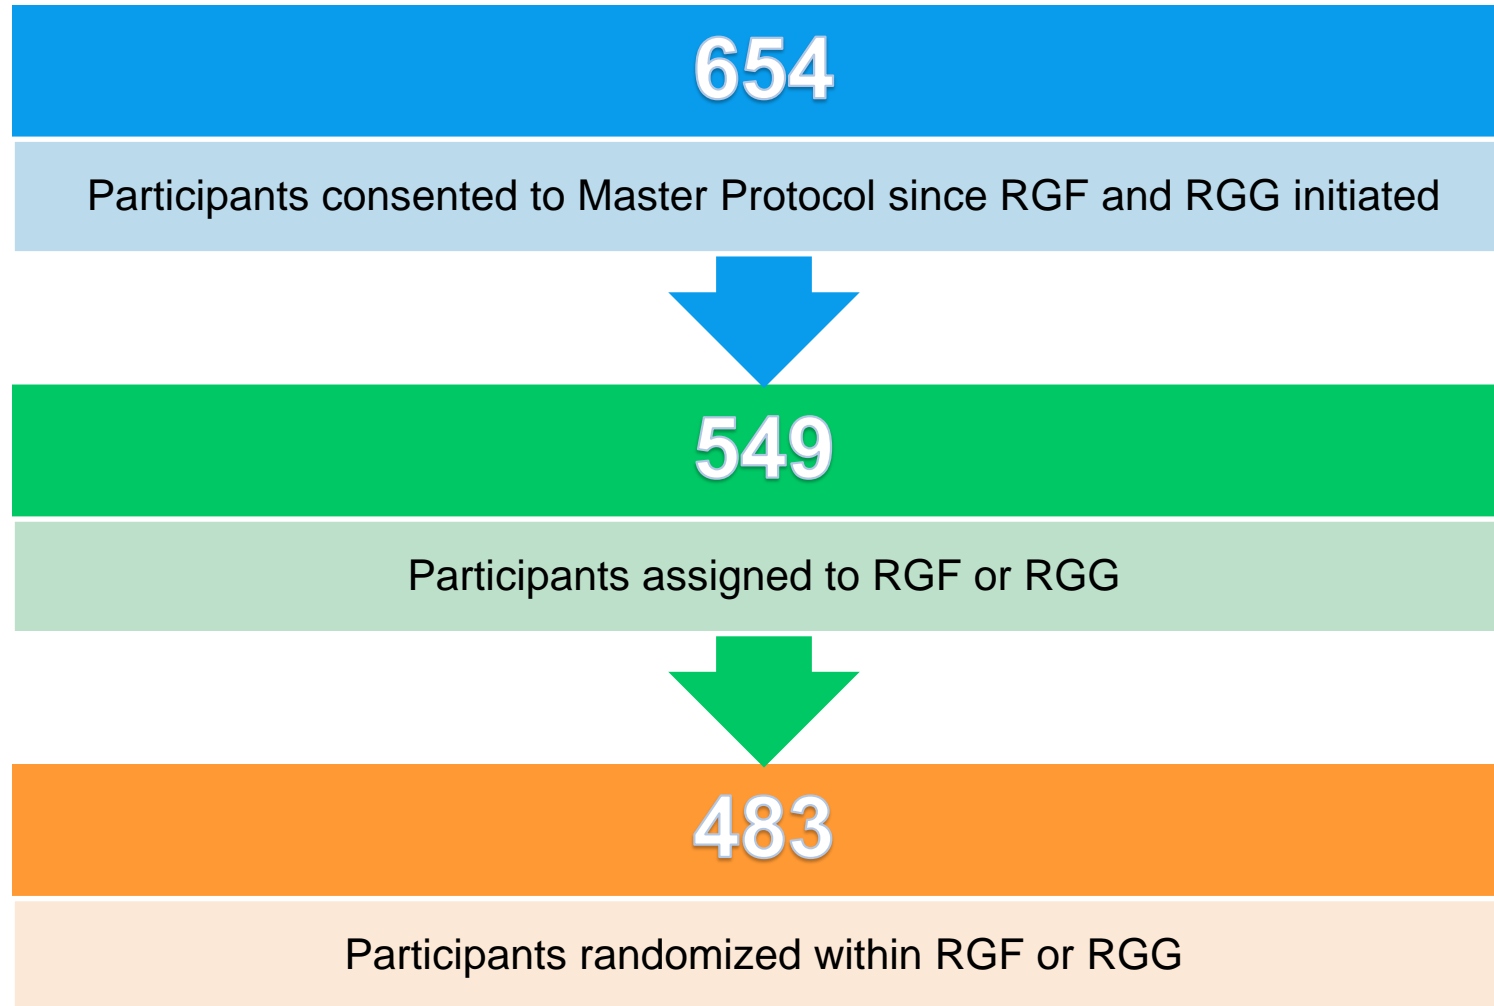 654
Participants consented to Master Protocol since RGF and RGG initiated
549
Participants assigned to RGF or RGG
483
Participants randomized within RGF or RGG